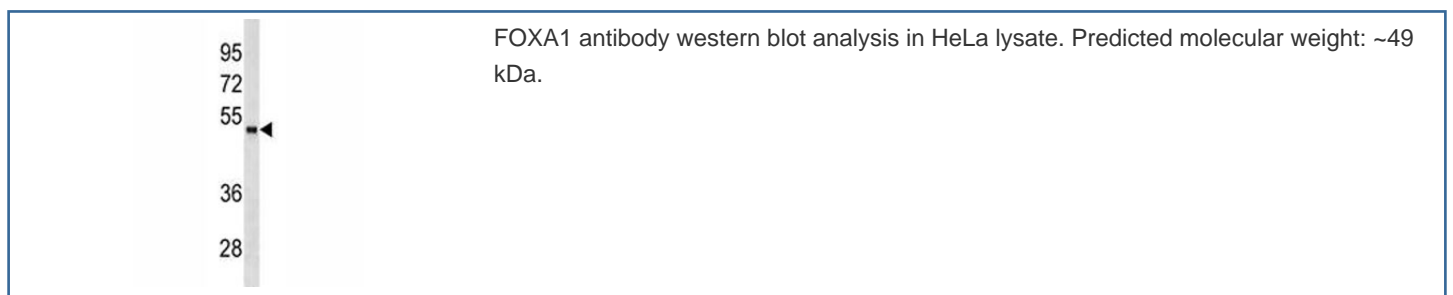 95
72
55
36
28
FOXA1 antibody western blot analysis in HeLa lysate. Predicted molecular weight: ~49
kDa.